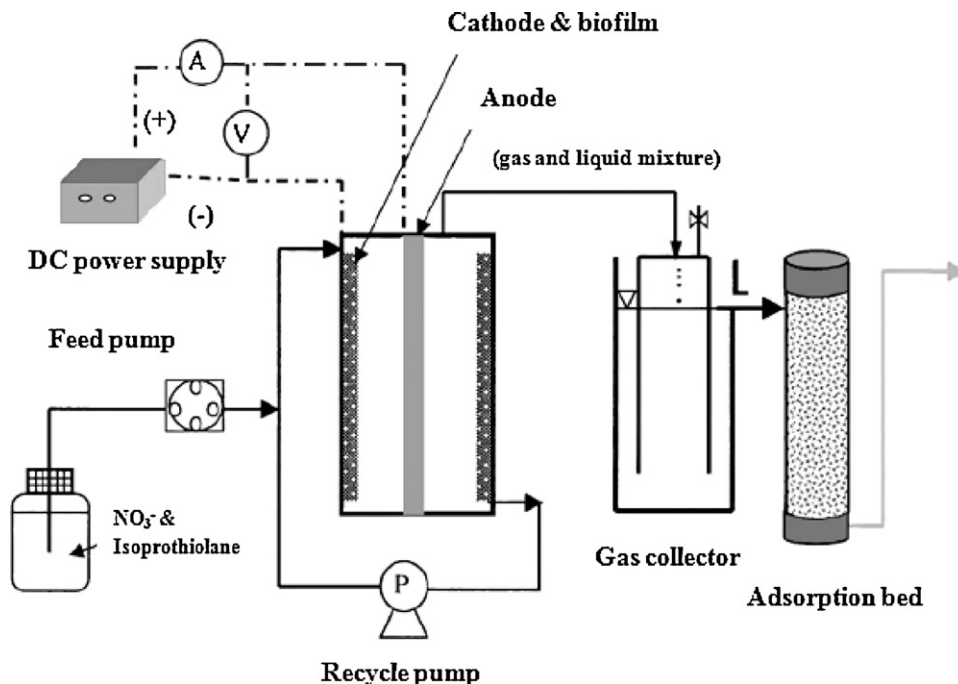 Cathode & biofilm
A
Anode
(+)
V
(gas and liquid mixture)
(-)
DC power supply
L
Feed pump
NO₃⁻ &
Isoprothiolane
P
Gas collector
Adsorption bed
Recycle pump